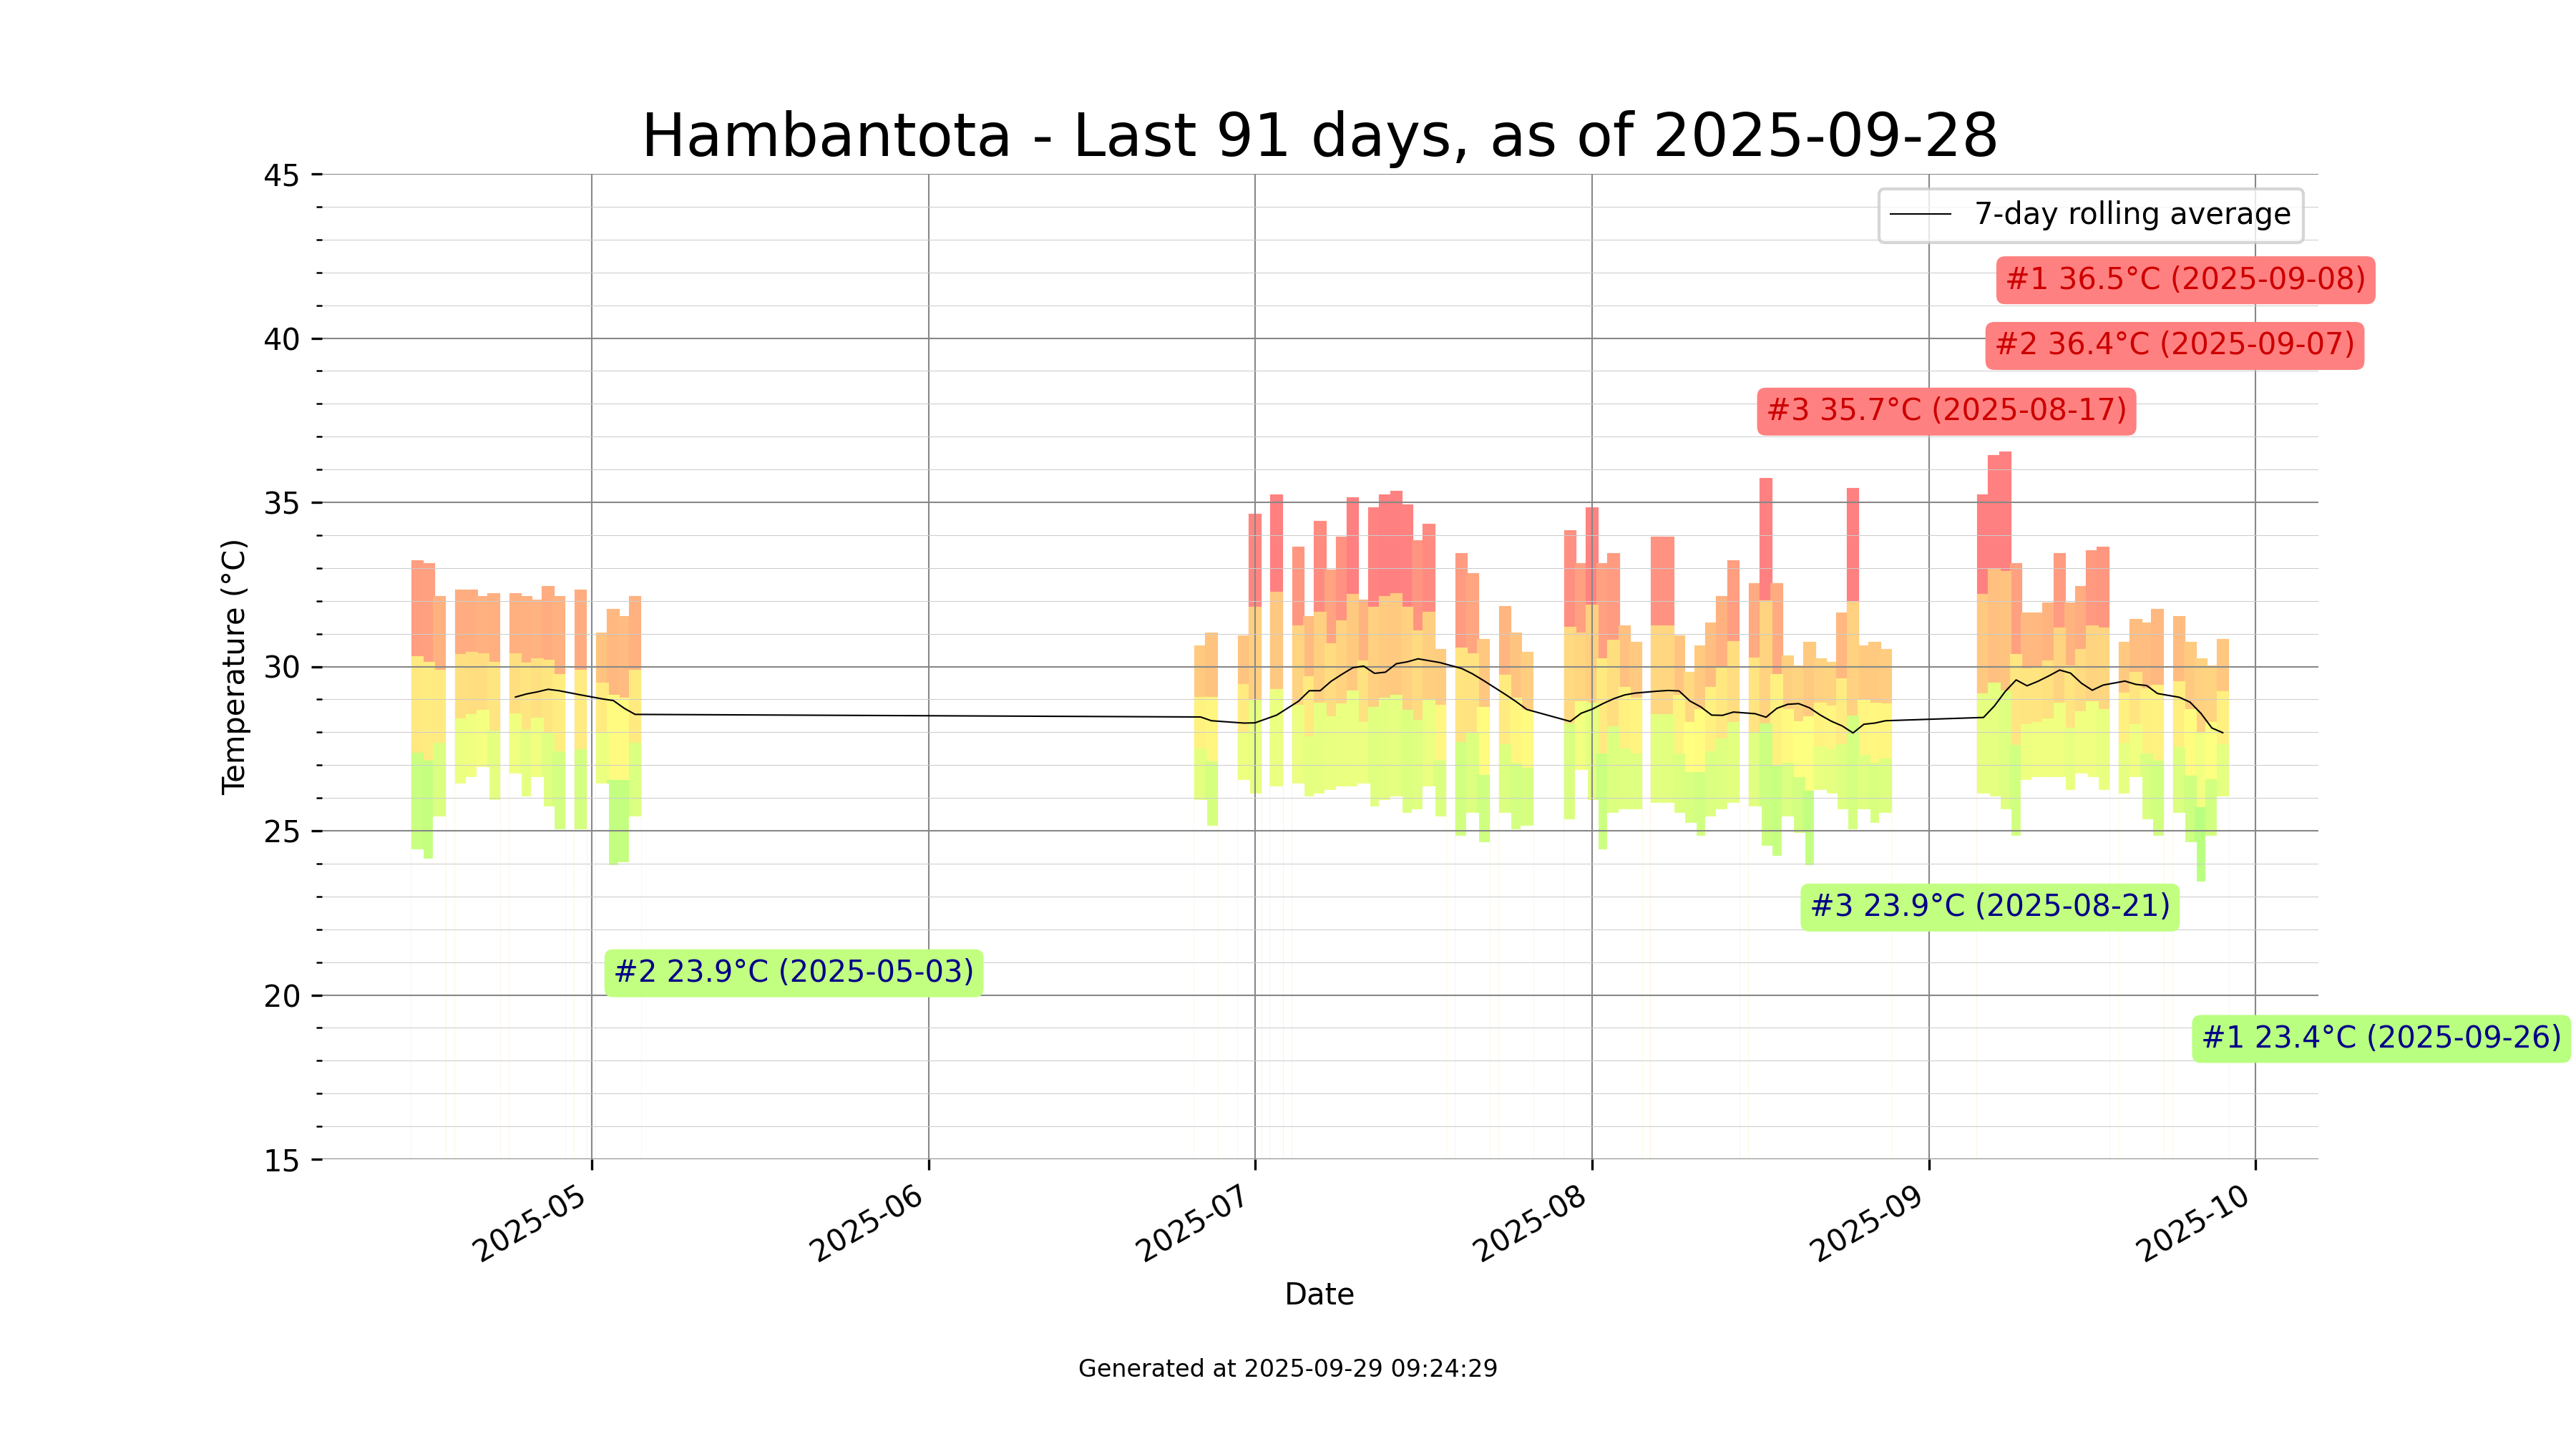 Hambantota - Last 91 days, as of 2025-09-28
7-day rolling average
#1 36.5°C (2025-09-08)
#2 36.4°C (2025-09-07)
#3 35.7°C (2025-08-17)
#3 23.9°C (2025-08-21)
#2 23.9°C (2025-05-03)
#1 23.4°C (2025-09-26)
Temperature (°C)
45
40
35
30
25
20
15
2025-05
2025-06
2025-07
2025-08
2025-09
2025-10
Date
Generated at 2025-09-29 09:24:29